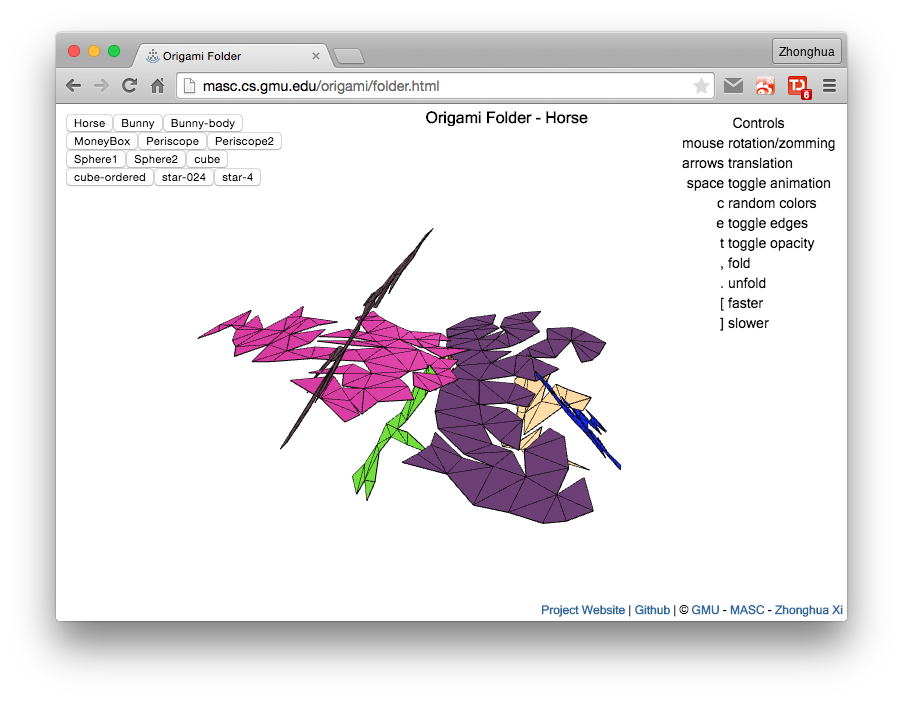 Origami Folder
Zhonghua
masc.cs.gmu.edu/origami/folder.html
6
Horse Bunny Bunny-body
MoneyBox Periscope Periscope2
Sphere1 Sphere2 cube
cube-ordered star-024 star-4
Origami Folder - Horse
Controls
mouse rotation/zomming
arrows translation
space toggle animation
c random colors
e toggle edges
t toggle opacity
, fold
. unfold
[ faster
] slower
Project Website | Github | © GMU - MASC - Zhonghua Xi